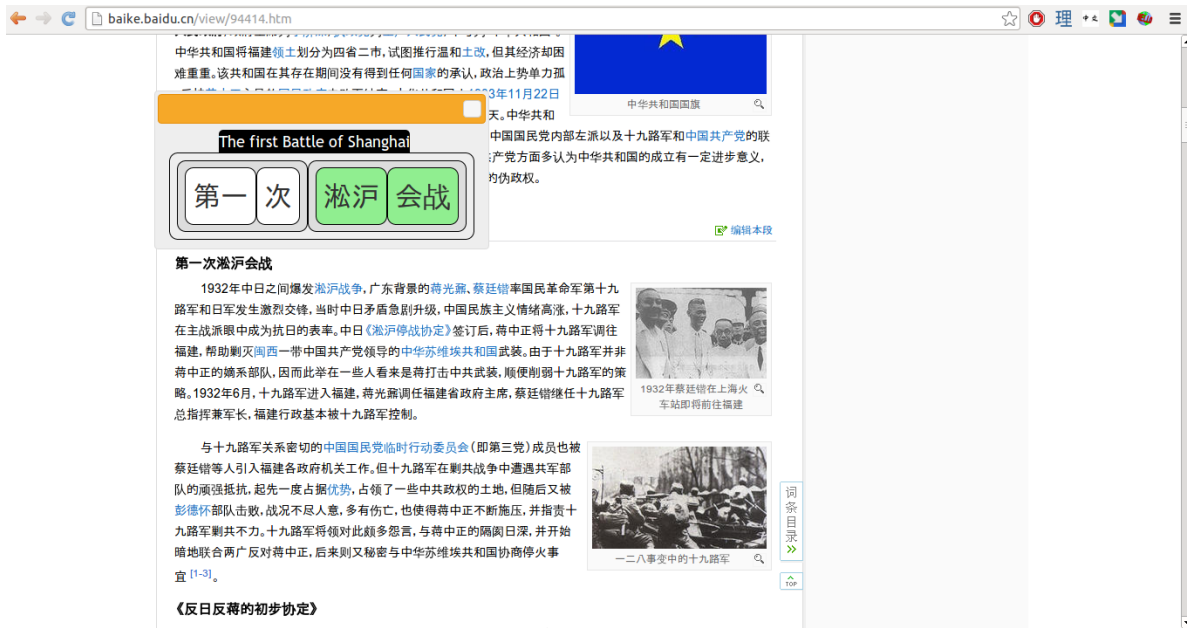 baike.baidu.cn/view/94414.htm
理
中华共和国将福建领土划分为四省二市，试图推行温和土改，但其经济却困
难重重。该共和国在其存在期间没有得到任何国家的承认，政治上势单力孤
3年11月22日
天。中华共和
中国国民党内部左派以及十九路军和中国共产党的联
产党方面多认为中华共和国的成立有一定进步意义，
的伪政权。
中华共和国国旗
The first Battle of Shanghai
第一 次 淞沪 会战
编辑本段
第一次淞沪会战
1932年中日之间爆发淞沪战争，广东背景的蒋光鼐、蔡廷锴率国民革命军第十九
路军和日军发生激烈交锋，当时中日矛盾急剧升级，中国民族主义情绪高涨，十九路军
在主战派眼中成为抗日的表率。中日《淞沪停战协定》签订后，蒋中正将十九路军调往
福建，帮助剿灭闽西一带中国共产党领导的中华苏维埃共和国武装。由于十九路军并非
蒋中正的嫡系部队，因而此举在一些人看来是蒋打击中共武装，顺便削弱十九路军的策
略。1932年6月，十九路军进入福建，蒋光鼐调任福建省政府主席，蔡廷锴继任十九路军
总指挥兼军长，福建行政基本被十九路军控制。
1932年蔡廷锴在上海火
车站即将前往福建
与十九路军关系密切的中国国民党临时行动委员会（即第三党）成员也被
蔡廷锴等人引入福建各政府机关工作。但十九路军在剿共战争中遭遇共军部
队的顽强抵抗，起先一度占据优势，占领了一些中共政权的土地，但随后又被
彭德怀部队击败，战况不尽人意，多有伤亡，也使得蒋中正不断施压，并指责十
九路军剿共不力。十九路军将领对此颇多怨言，与蒋中正的隔阂日深，并开始
暗地联合两广反对蒋中正，后来则又秘密与中华苏维埃共和国协商停火事
宜 [1-3]。
一二八事变中的十九路军
词条目录
TOP
《反日反蒋的初步协定》